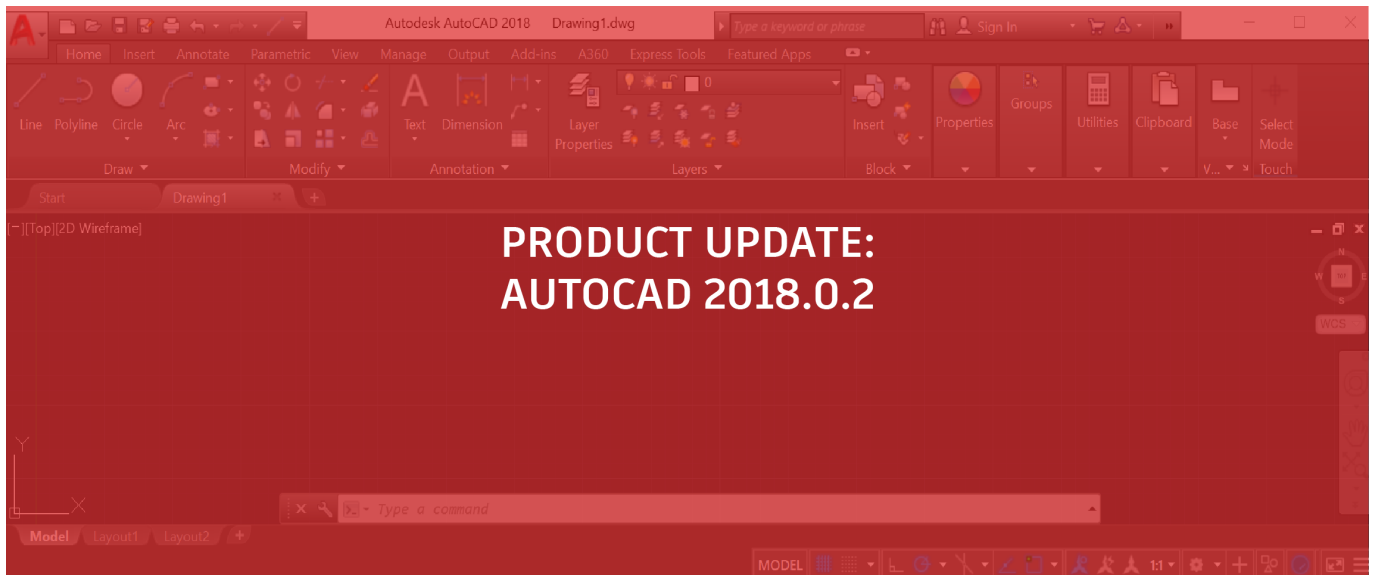 Autodesk AutoCAD 2018 Drawing1.dwg Type a keyword or phrase Sign In
Home Insert Annotate Parametric View Manage Output Add-ins A360 Express Tools Featured Apps
0
Line Polyline Circle Arc Text Dimension Layer Properties Insert Properties Groups Utilities Clipboard Base Select Mode
Draw Modify Annotation Layers Block V... Touch
Start Drawing1
[-][Top][2D Wireframe]
PRODUCT UPDATE:
AUTOCAD 2018.0.2
N
W TOP E
S
WCS
Y
X
Type a command
Model Layout1 Layout2
MODEL 1:1